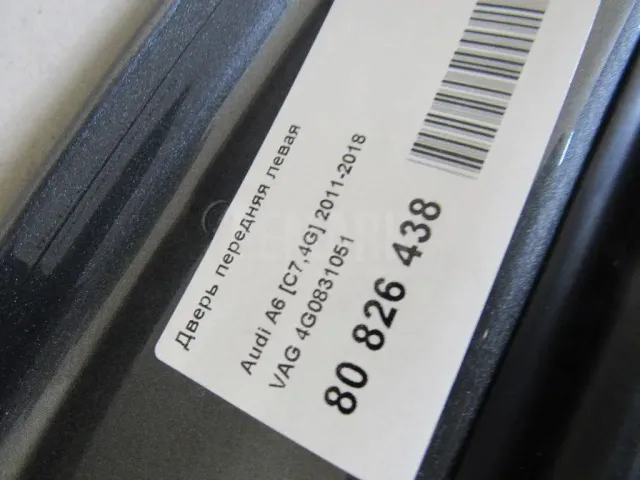 Дверь передняя левая
Audi A6 [C7,4G] 2011-2018
VAG 4G0831051
80 826 438